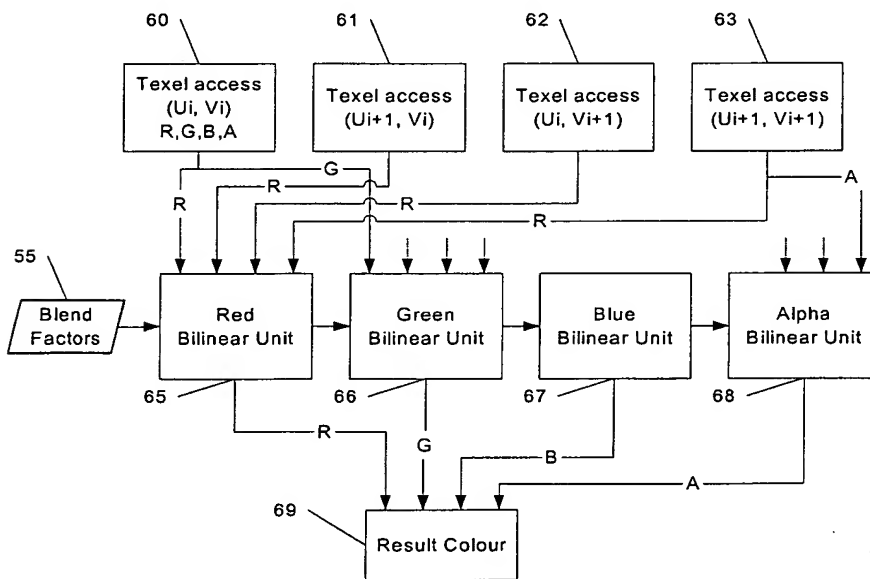 60
61
62
63
Texel access
(Ui, Vi)
R,G,B,A
Texel access
(Ui+1, Vi)
Texel access
(Ui, Vi+1)
Texel access
(Ui+1, Vi+1)
G
A
R
R
R
R
55
Blend
Factors
Red
Bilinear Unit
Green
Bilinear Unit
Blue
Bilinear Unit
Alpha
Bilinear Unit
65
66
67
68
R
G
B
A
69
Result Colour